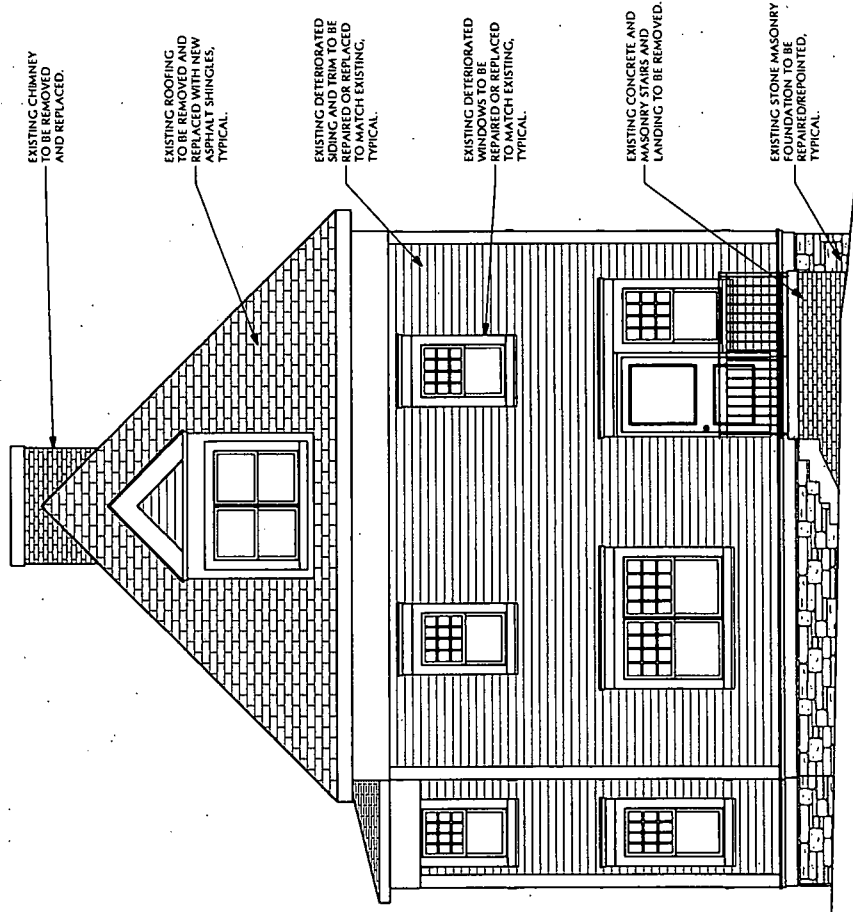 EXISTING CHIMNEY
TO BE REMOVED
AND REPLACED.
EXISTING ROOFING
TO BE REMOVED AND
REPLACED WITH NEW
ASPHALT SHINGLES,
TYPICAL.
EXISTING DETERIORATED
SIDING AND TRIM TO BE
REPAIRED OR REPLACED
TO MATCH EXISTING,
TYPICAL.
EXISTING DETERIORATED
WINDOWS TO BE
REPAIRED OR REPLACED
TO MATCH EXISTING,
TYPICAL.
EXISTING CONCRETE AND
MASONRY STAIRS AND
LANDING TO BE REMOVED.
EXISTING STONE MASONRY
FOUNDATION TO BE
REPAIRED/REPOINTED,
TYPICAL.